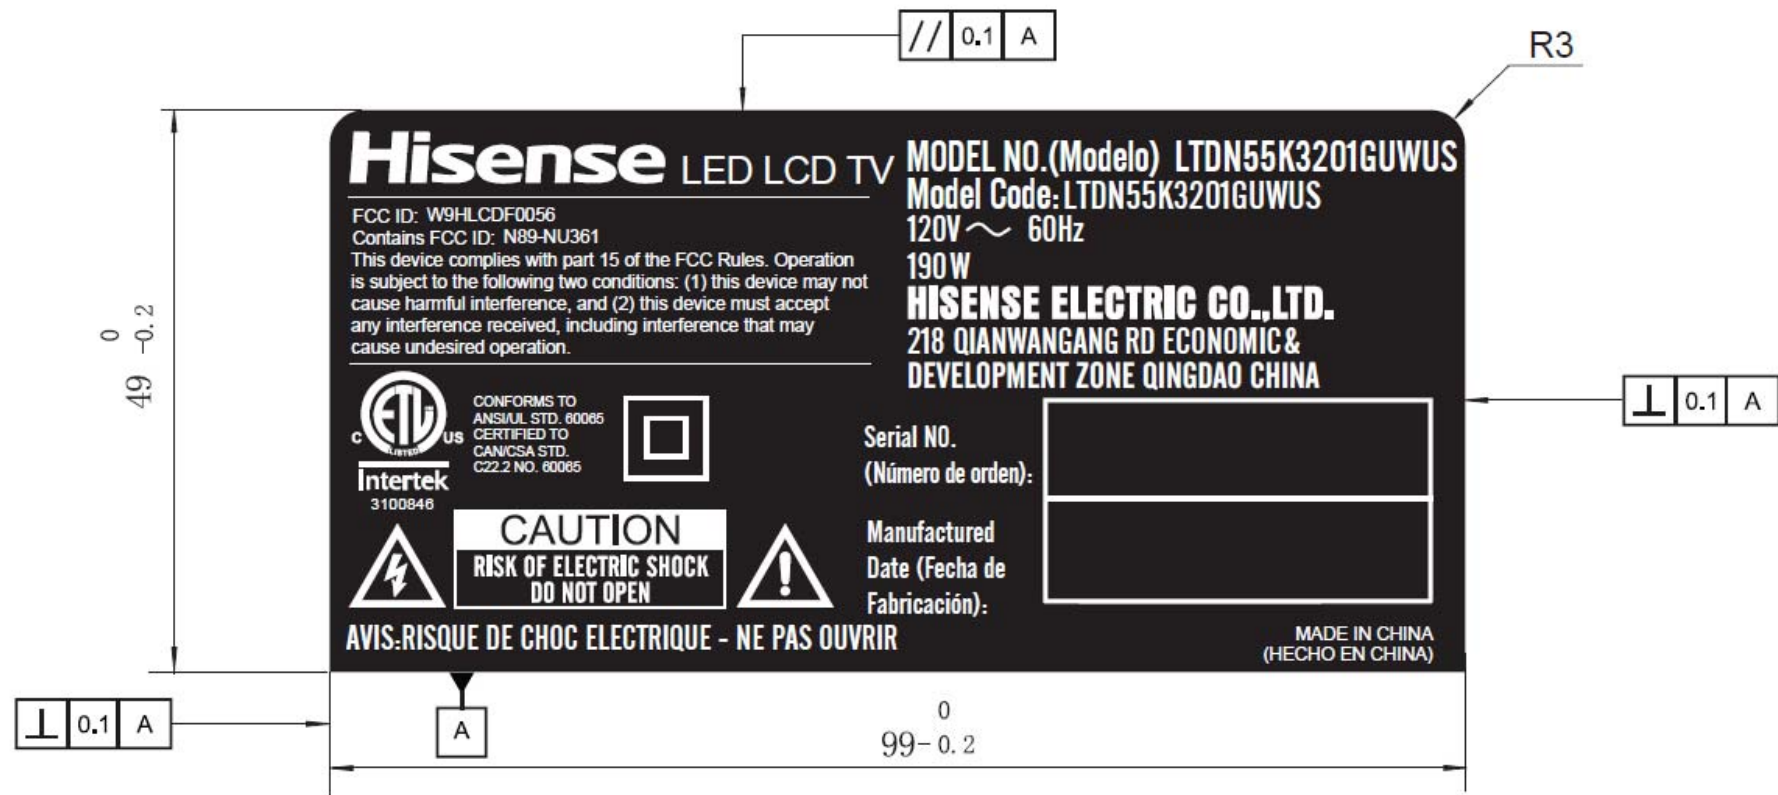 // 0.1 A
R3
Hisense LED LCD TV
FCC ID: W9HLCDF0056
Contains FCC ID: N89-NU361
This device complies with part 15 of the FCC Rules. Operation
is subject to the following two conditions: (1) this device may not
cause harmful interference, and (2) this device must accept
any interference received, including interference that may
cause undesired operation.
MODEL NO.(Modelo) LTDN55K3201GUWUS
Model Code:LTDN55K3201GUWUS
120V ～ 60Hz
190W
HISENSE ELECTRIC CO.,LTD.
218 QIANWANGANG RD ECONOMIC&
DEVELOPMENT ZONE QINGDAO CHINA
0
49 -0.2
C ETL US
LISTED
Intertek
3100846
CONFORMS TO
ANSI/UL STD. 60065
CERTIFIED TO
CAN/CSA STD.
C22.2 NO. 60065
Serial NO.
(Número de orden):
⊥ 0.1 A
CAUTION
RISK OF ELECTRIC SHOCK
DO NOT OPEN
Manufactured
Date (Fecha de
Fabricación):
AVIS:RISQUE DE CHOC ELECTRIQUE - NE PAS OUVRIR
MADE IN CHINA
(HECHO EN CHINA)
⊥ 0.1 A
A
0
99-0.2